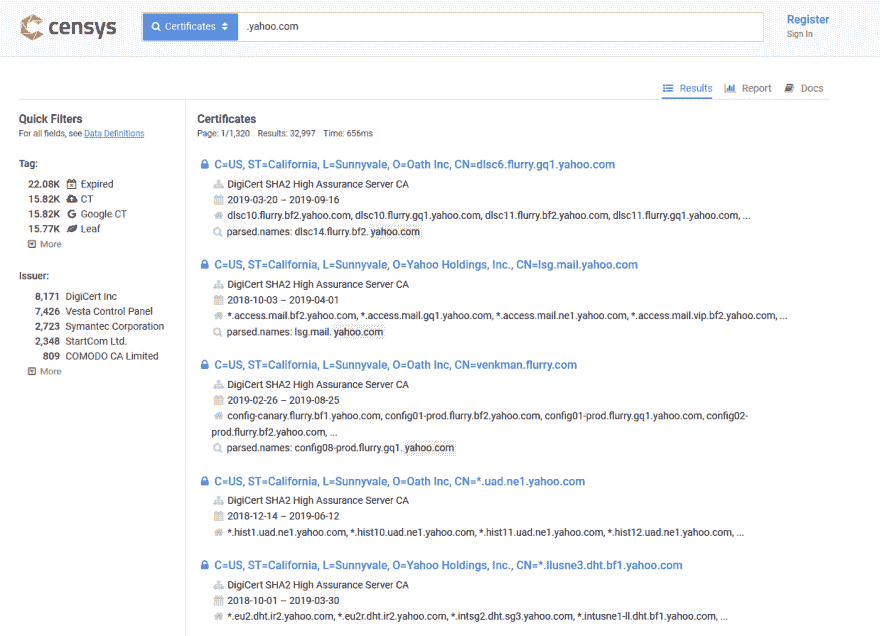 censys
Certificates
.yahoo.com
Register
Sign In
Results
Report
Docs
Quick Filters
For all fields, see Data Definitions
Tag:
22.08K Expired
15.82K CT
15.82K Google CT
15.77K Leaf
More
Issuer:
8,171 DigiCert Inc
7,426 Vesta Control Panel
2,723 Symantec Corporation
2,348 StartCom Ltd.
809 COMODO CA Limited
More
Certificates
Page: 1/1,320 Results: 32,997 Time: 656ms
C=US, ST=California, L=Sunnyvale, O=Oath Inc, CN=dlsc6.flurry.gq1.yahoo.com
DigiCert SHA2 High Assurance Server CA
2019-03-20 – 2019-09-16
dlsc10.flurry.bf2.yahoo.com, dlsc10.flurry.gq1.yahoo.com, dlsc11.flurry.bf2.yahoo.com, dlsc11.flurry.gq1.yahoo.com, ...
parsed.names: dlsc14.flurry.bf2. yahoo.com
C=US, ST=California, L=Sunnyvale, O=Yahoo Holdings, Inc., CN=lsg.mail.yahoo.com
DigiCert SHA2 High Assurance Server CA
2018-10-03 – 2019-04-01
*.access.mail.bf2.yahoo.com, *.access.mail.gq1.yahoo.com, *.access.mail.ne1.yahoo.com, *.access.mail.vip.bf2.yahoo.com, ...
parsed.names: lsg.mail. yahoo.com
C=US, ST=California, L=Sunnyvale, O=Oath Inc, CN=venkman.flurry.com
DigiCert SHA2 High Assurance Server CA
2019-02-26 – 2019-08-25
config-canary.flurry.bf1.yahoo.com, config01-prod.flurry.bf2.yahoo.com, config01-prod.flurry.gq1.yahoo.com, config02-
prod.flurry.bf2.yahoo.com, ...
parsed.names: config08-prod.flurry.gq1. yahoo.com
C=US, ST=California, L=Sunnyvale, O=Oath Inc, CN=*.uad.ne1.yahoo.com
DigiCert SHA2 High Assurance Server CA
2018-12-14 – 2019-06-12
*.hist1.uad.ne1.yahoo.com, *.hist10.uad.ne1.yahoo.com, *.hist11.uad.ne1.yahoo.com, *.hist12.uad.ne1.yahoo.com, ...
C=US, ST=California, L=Sunnyvale, O=Yahoo Holdings, Inc., CN=*.llusne3.dht.bf1.yahoo.com
DigiCert SHA2 High Assurance Server CA
2018-10-01 – 2019-03-30
*.eu2.dht.ir2.yahoo.com, *.eu2r.dht.ir2.yahoo.com, *.intsg2.dht.sg3.yahoo.com, *.intusne1-ll.dht.bf1.yahoo.com, ...